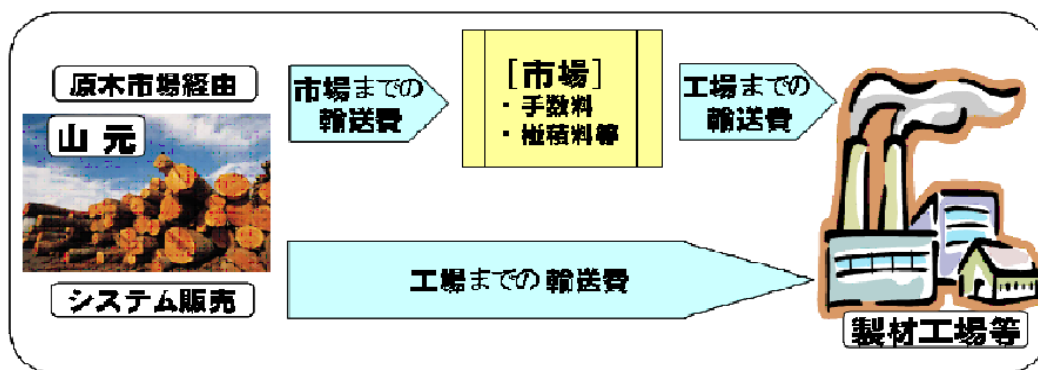 原木市場経由
山元
システム販売
市場までの
輸送費
[市場]
・手数料
・極積料等
工場までの
輸送費
工場までの輸送費
製材工場等